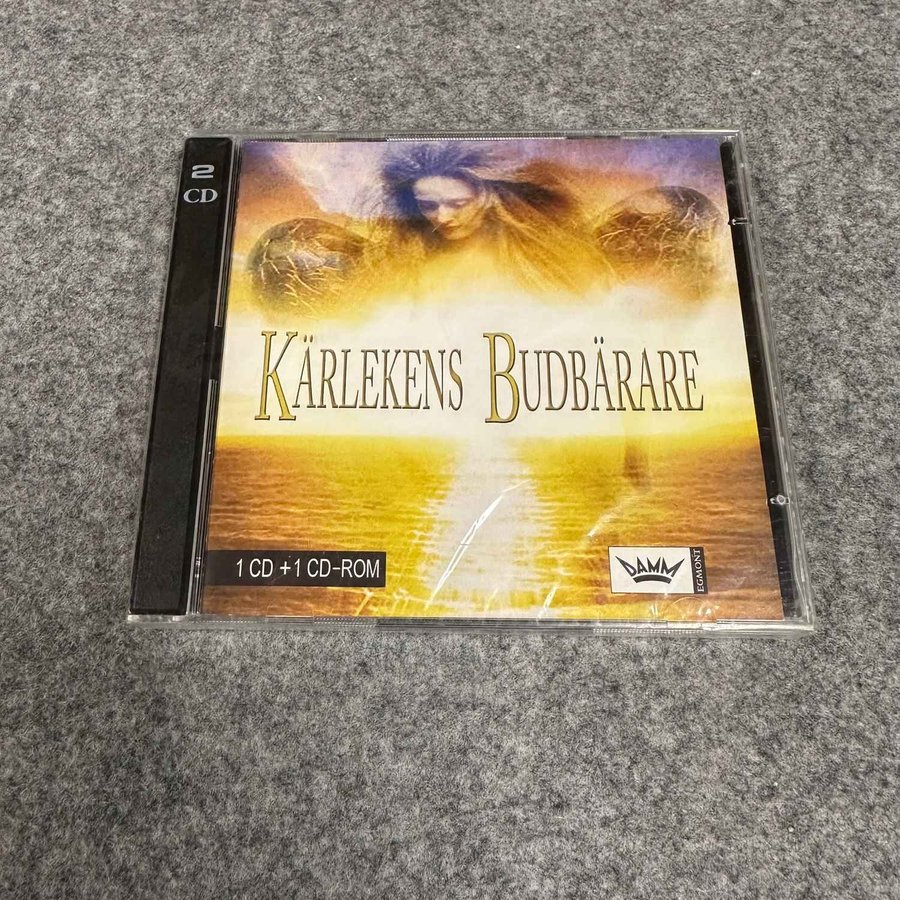 2
CD
KÄRLEKENS BUDBÄRARE
1 CD + 1 CD-ROM
DAMM
EGMONT